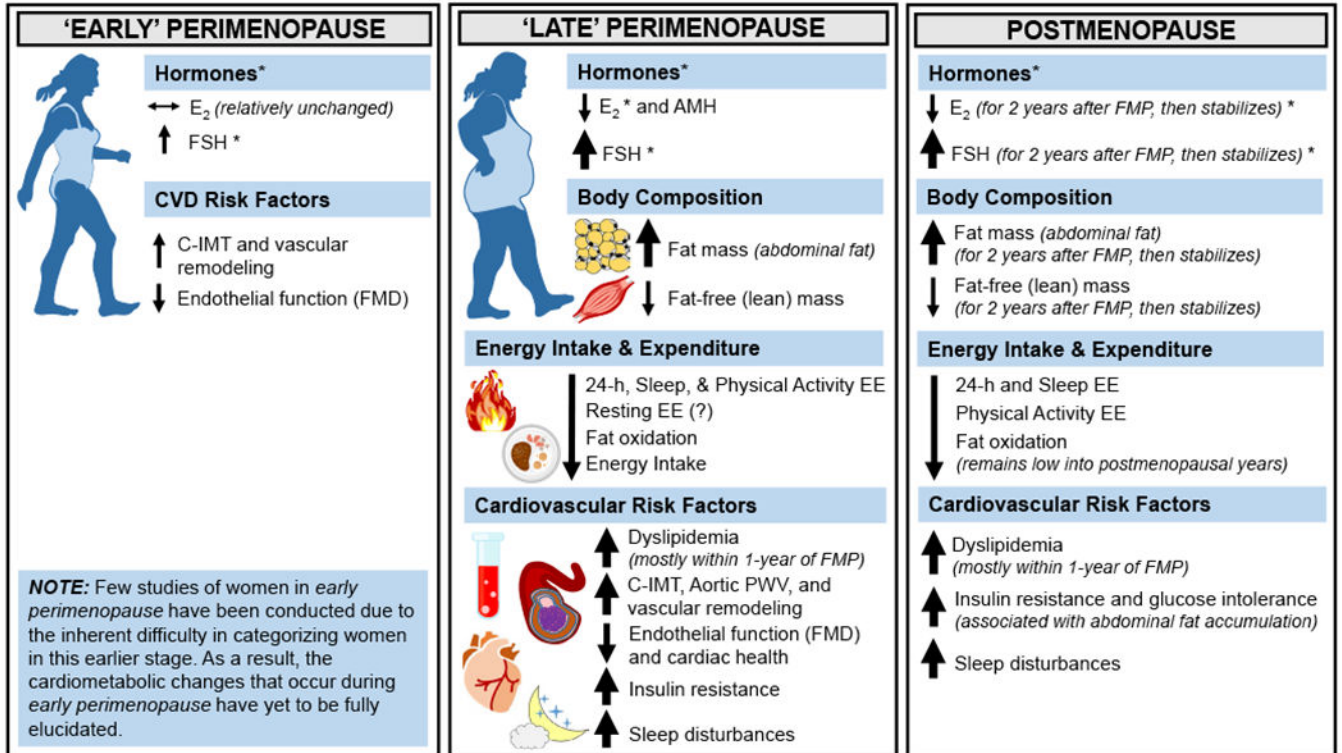 ‘EARLY’ PERIMENOPAUSE
Hormones*
E2 (relatively unchanged)
FSH *
CVD Risk Factors
C-IMT and vascular
remodeling
Endothelial function (FMD)
NOTE: Few studies of women in early
perimenopause have been conducted due to
the inherent difficulty in categorizing women
in this earlier stage. As a result, the
cardiometabolic changes that occur during
early perimenopause have yet to be fully
elucidated.
‘LATE’ PERIMENOPAUSE
Hormones*
E2 * and AMH
FSH *
Body Composition
Fat mass (abdominal fat)
Fat-free (lean) mass
Energy Intake & Expenditure
24-h, Sleep, & Physical Activity EE
Resting EE (?)
Fat oxidation
Energy Intake
Cardiovascular Risk Factors
Dyslipidemia
(mostly within 1-year of FMP)
C-IMT, Aortic PWV, and
vascular remodeling
Endothelial function (FMD)
and cardiac health
Insulin resistance
Sleep disturbances
POSTMENOPAUSE
Hormones*
E2 (for 2 years after FMP, then stabilizes) *
FSH (for 2 years after FMP, then stabilizes) *
Body Composition
Fat mass (abdominal fat)
(for 2 years after FMP, then stabilizes)
Fat-free (lean) mass
(for 2 years after FMP, then stabilizes)
Energy Intake & Expenditure
24-h and Sleep EE
Physical Activity EE
Fat oxidation
(remains low into postmenopausal years)
Cardiovascular Risk Factors
Dyslipidemia
(mostly within 1-year of FMP)
Insulin resistance and glucose intolerance
(associated with abdominal fat accumulation)
Sleep disturbances